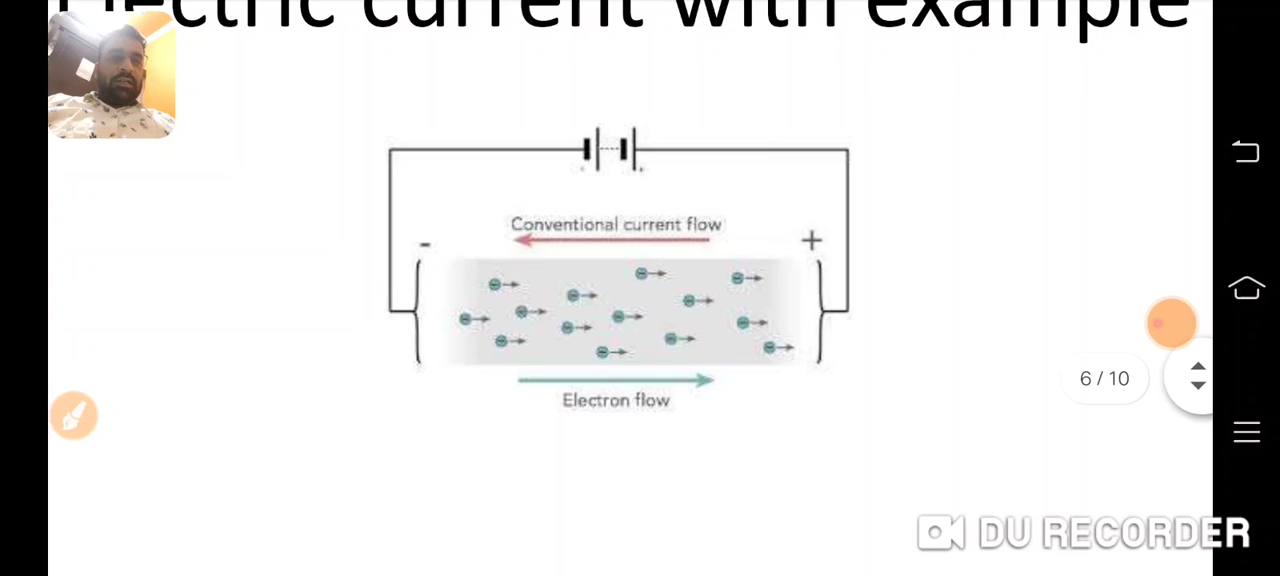 Electric current with example
Conventional current flow
- +
Electron flow
6 / 10
DU RECORDER